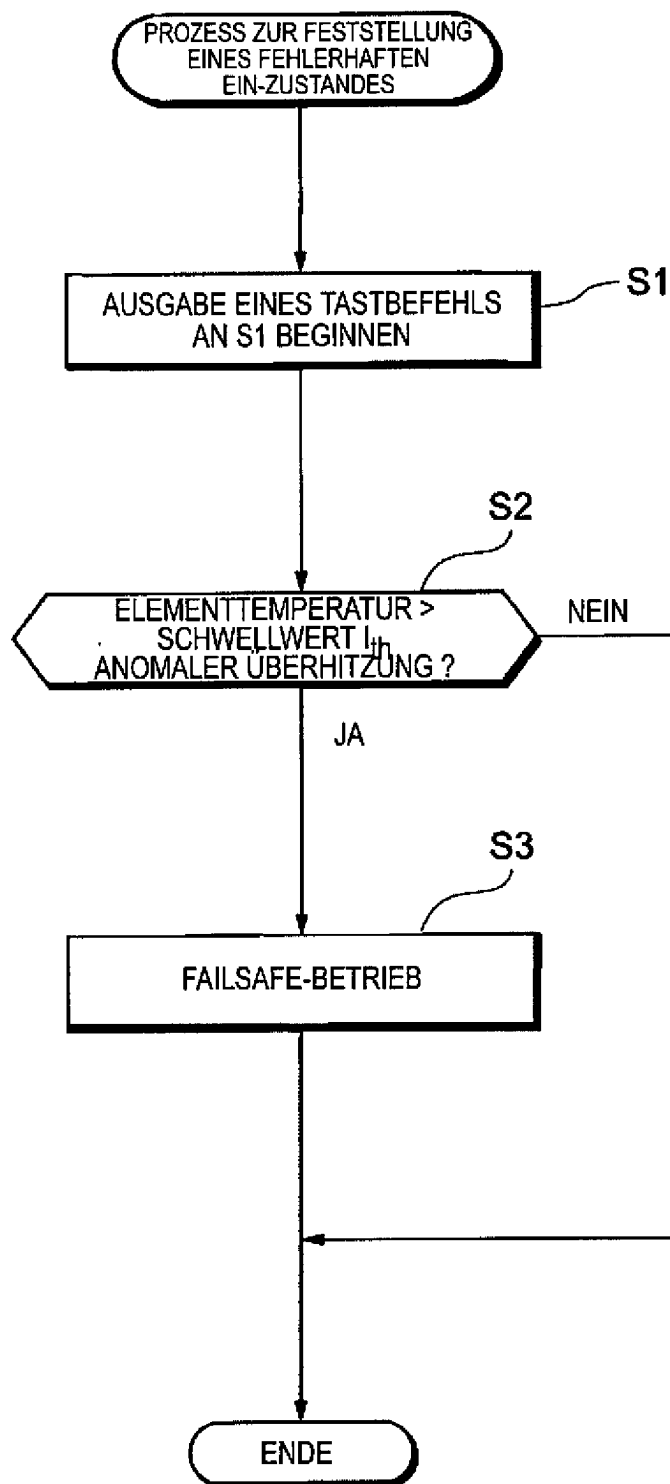 PROZESS ZUR FESTSTELLUNG
EINES FEHLERHAFTEN
EIN-ZUSTANDES
S1
AUSGABE EINES TASTBEFEHLS
AN S1 BEGINNEN
S2
ELEMENTTEMPERATUR >
SCHWELLWERT Ith
ANOMALER ÜBERHITZUNG ?
NEIN
JA
S3
FAILSAFE-BETRIEB
ENDE